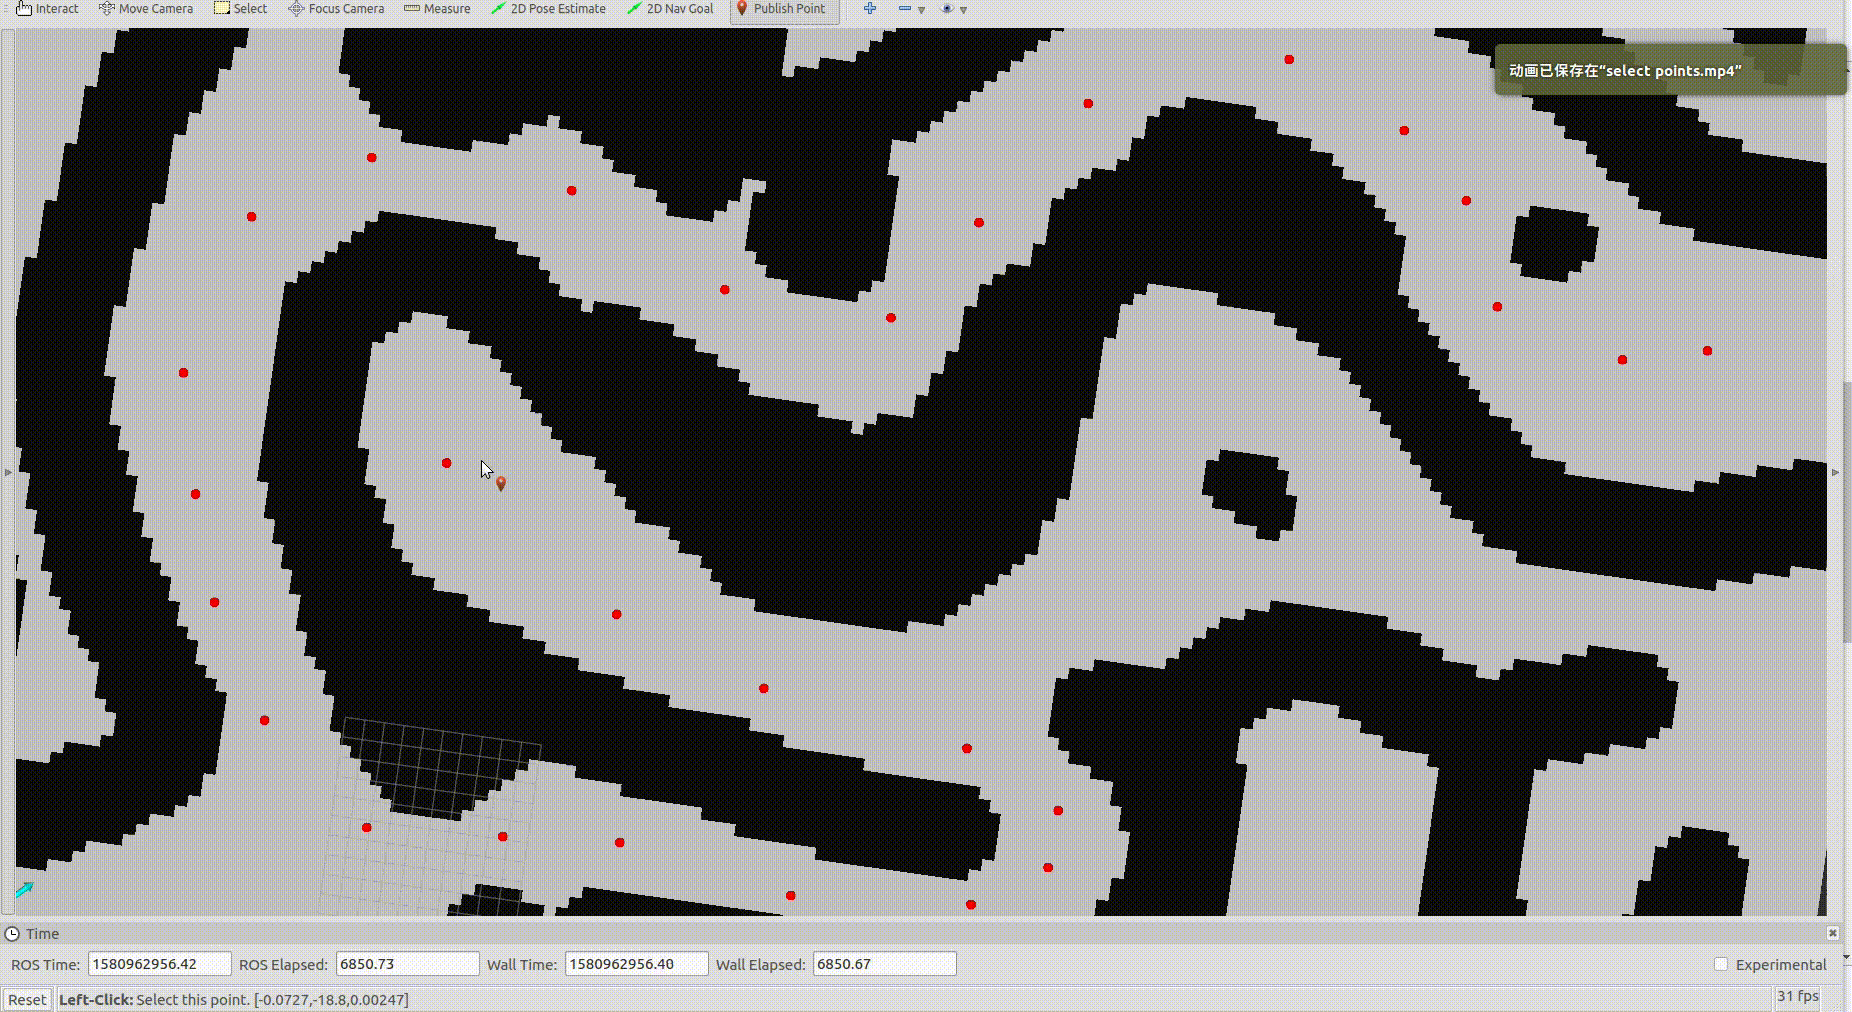 Interact Move Camera Select Focus Camera Measure 2D Pose Estimate 2D Nav Goal Publish Point
动画已保存在“select points.mp4”
Time
ROS Time: 1580962956.42 ROS Elapsed: 6850.73 Wall Time: 1580962956.40 Wall Elapsed: 6850.67 Experimental
Reset Left-Click: Select this point. [-0.0727,-18.8,0.00247] 31 fps